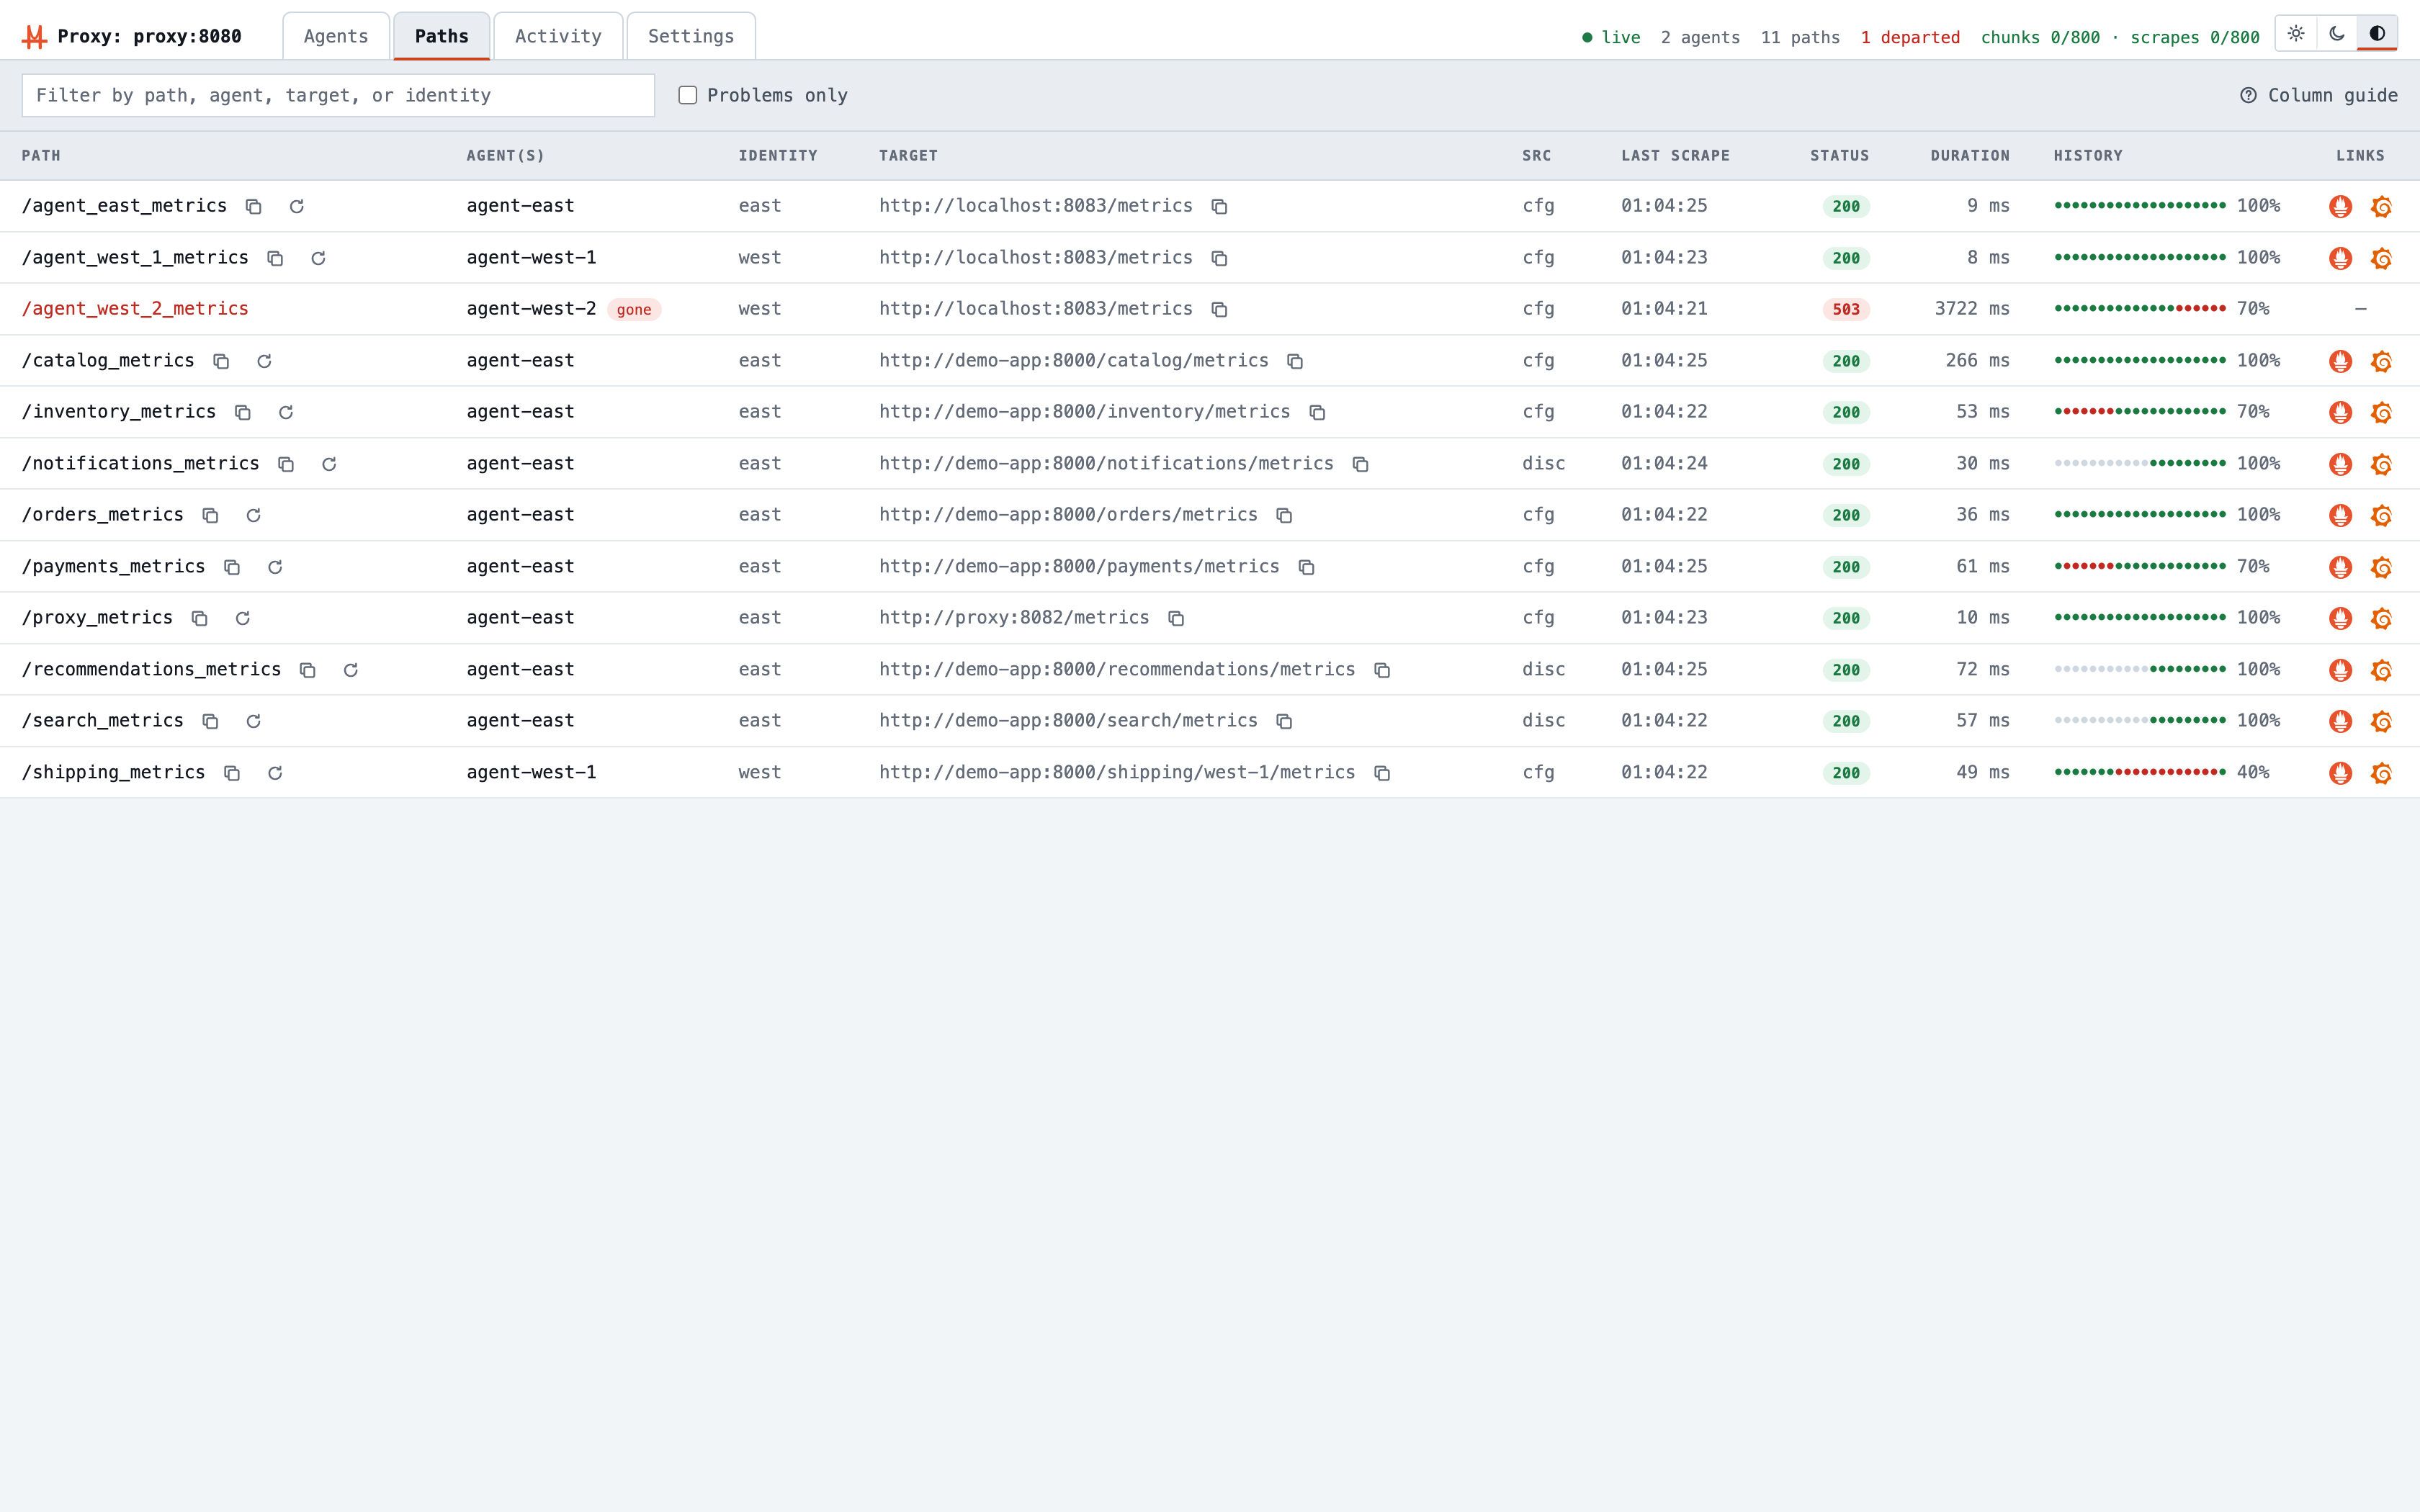 Proxy: proxy:8080 Agents Paths Activity Settings live 2 agents 11 paths 1 departed chunks 0/800 · scrapes 0/800
Filter by path, agent, target, or identity Problems only Column guide
PATH AGENT(S) IDENTITY TARGET SRC LAST SCRAPE STATUS DURATION HISTORY LINKS
/agent_east_metrics agent-east east http://localhost:8083/metrics cfg 01:04:25 200 9 ms 100%
/agent_west_1_metrics agent-west-1 west http://localhost:8083/metrics cfg 01:04:23 200 8 ms 100%
/agent_west_2_metrics agent-west-2 gone west http://localhost:8083/metrics cfg 01:04:21 503 3722 ms 70% —
/catalog_metrics agent-east east http://demo-app:8000/catalog/metrics cfg 01:04:25 200 266 ms 100%
/inventory_metrics agent-east east http://demo-app:8000/inventory/metrics cfg 01:04:22 200 53 ms 70%
/notifications_metrics agent-east east http://demo-app:8000/notifications/metrics disc 01:04:24 200 30 ms 100%
/orders_metrics agent-east east http://demo-app:8000/orders/metrics cfg 01:04:22 200 36 ms 100%
/payments_metrics agent-east east http://demo-app:8000/payments/metrics cfg 01:04:25 200 61 ms 70%
/proxy_metrics agent-east east http://proxy:8082/metrics cfg 01:04:23 200 10 ms 100%
/recommendations_metrics agent-east east http://demo-app:8000/recommendations/metrics disc 01:04:25 200 72 ms 100%
/search_metrics agent-east east http://demo-app:8000/search/metrics disc 01:04:22 200 57 ms 100%
/shipping_metrics agent-west-1 west http://demo-app:8000/shipping/west-1/metrics cfg 01:04:22 200 49 ms 40%